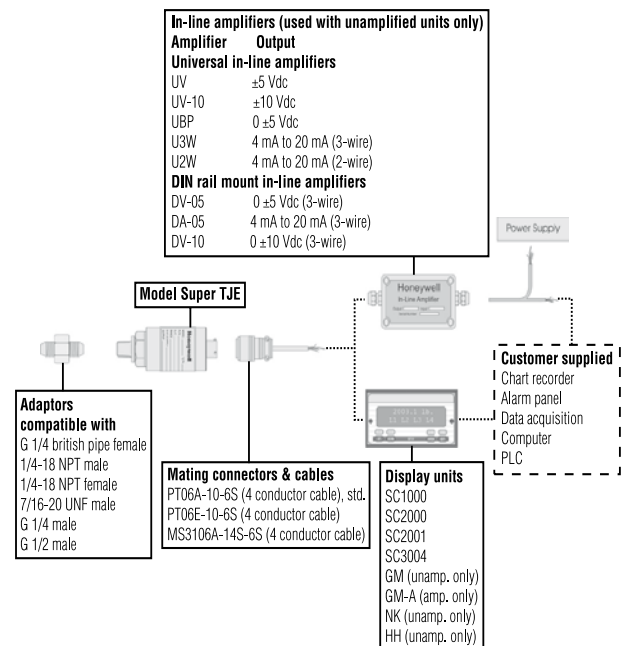 In-line amplifiers (used with unamplified units only)
Amplifier Output
Universal in-line amplifiers
UV ±5 Vdc
UV-10 ±10 Vdc
UBP 0 ±5 Vdc
U3W 4 mA to 20 mA (3-wire)
U2W 4 mA to 20 mA (2-wire)
DIN rail mount in-line amplifiers
DV-05 0 ±5 Vdc (3-wire)
DA-05 4 mA to 20 mA (3-wire)
DV-10 0 ±10 Vdc (3-wire)
Power Supply
Model Super TJE
Honeywell
Honeywell
In-Line Amplifier
Adaptors
compatible with
G 1/4 british pipe female
1/4-18 NPT male
1/4-18 NPT female
7/16-20 UNF male
G 1/4 male
G 1/2 male
Mating connectors & cables
PT06A-10-6S (4 conductor cable), std.
PT06E-10-6S (4 conductor cable)
MS3106A-14S-6S (4 conductor cable)
Display units
SC1000
SC2000
SC2001
SC3004
GM (unamp. only)
GM-A (amp. only)
NK (unamp. only)
HH (unamp. only)
Customer supplied
Chart recorder
Alarm panel
Data acquisition
Computer
PLC